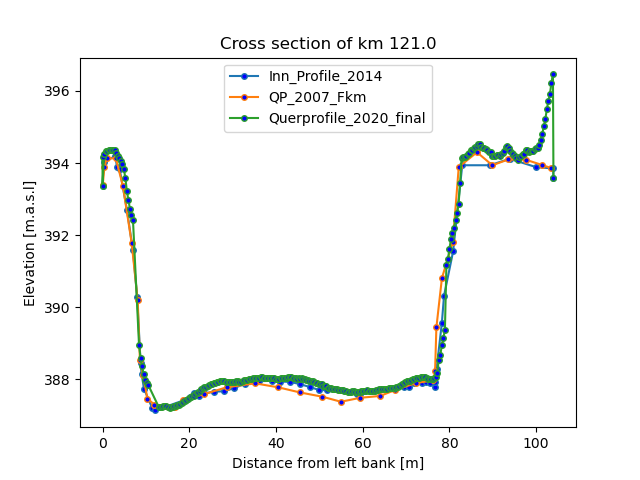 Cross section of km 121.0
Inn_Profile_2014
QP_2007_Fkm
Querprofile_2020_final
396
394
392
390
388
Elevation [m.a.s.l]
0 20 40 60 80 100
Distance from left bank [m]